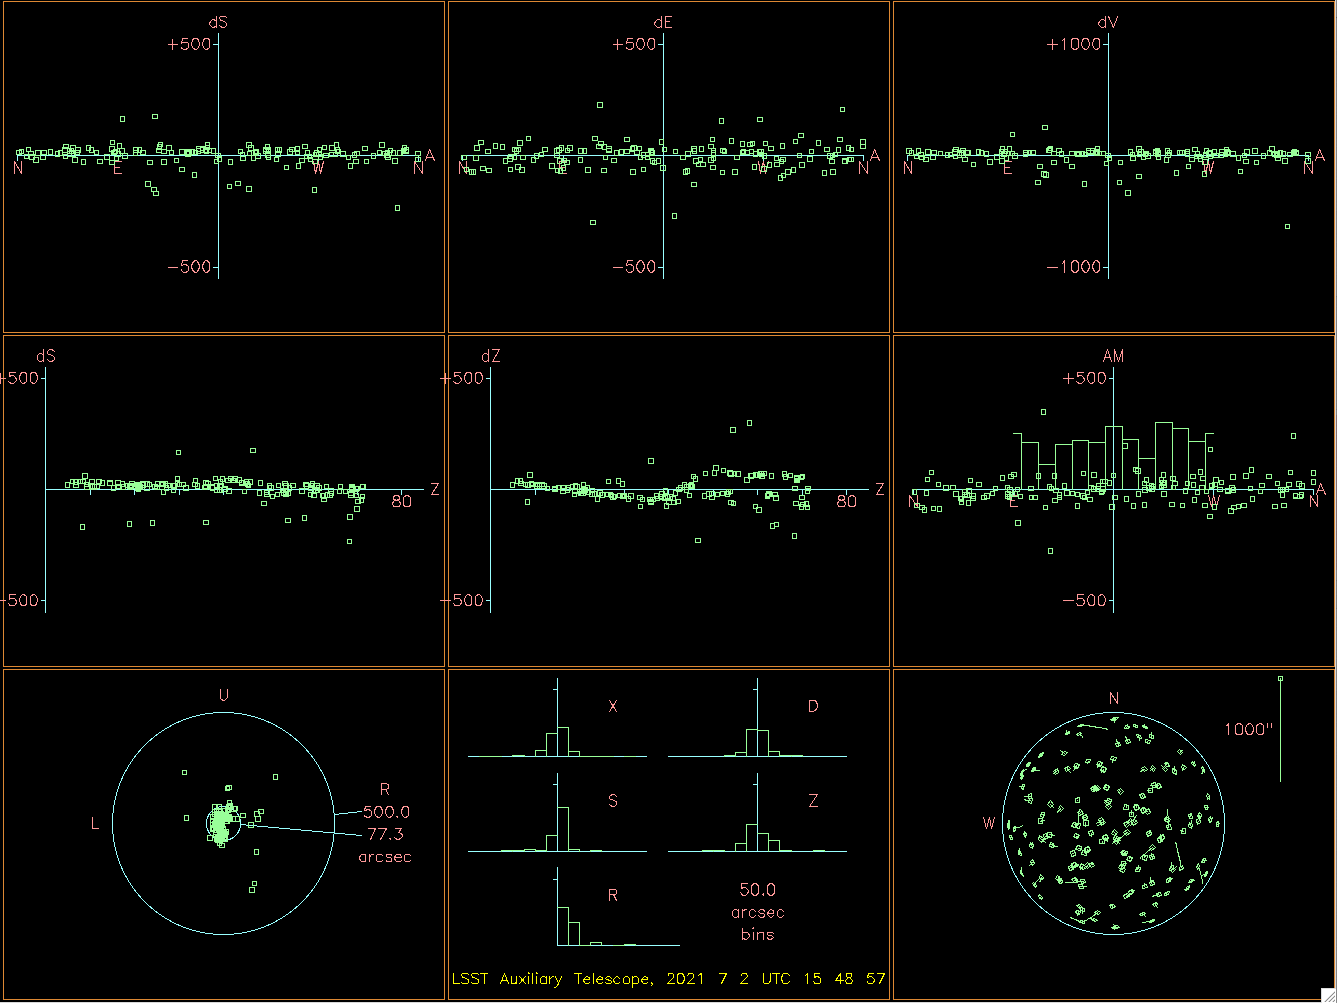 dS
+500
N E W N A
-500
dE
+500
N E W N A
-500
dV
+1000
N E W N A
-1000
dS
+500
80 Z
-500
dZ
+500
80 Z
-500
AM
+500
N E W N A
-500
U
L
R
500.0
77.3
arcsec
X D
S Z
R
50.0
arcsec
bins
LSST Auxiliary Telescope, 2021 7 2 UTC 15 48 57
N
W
1000"